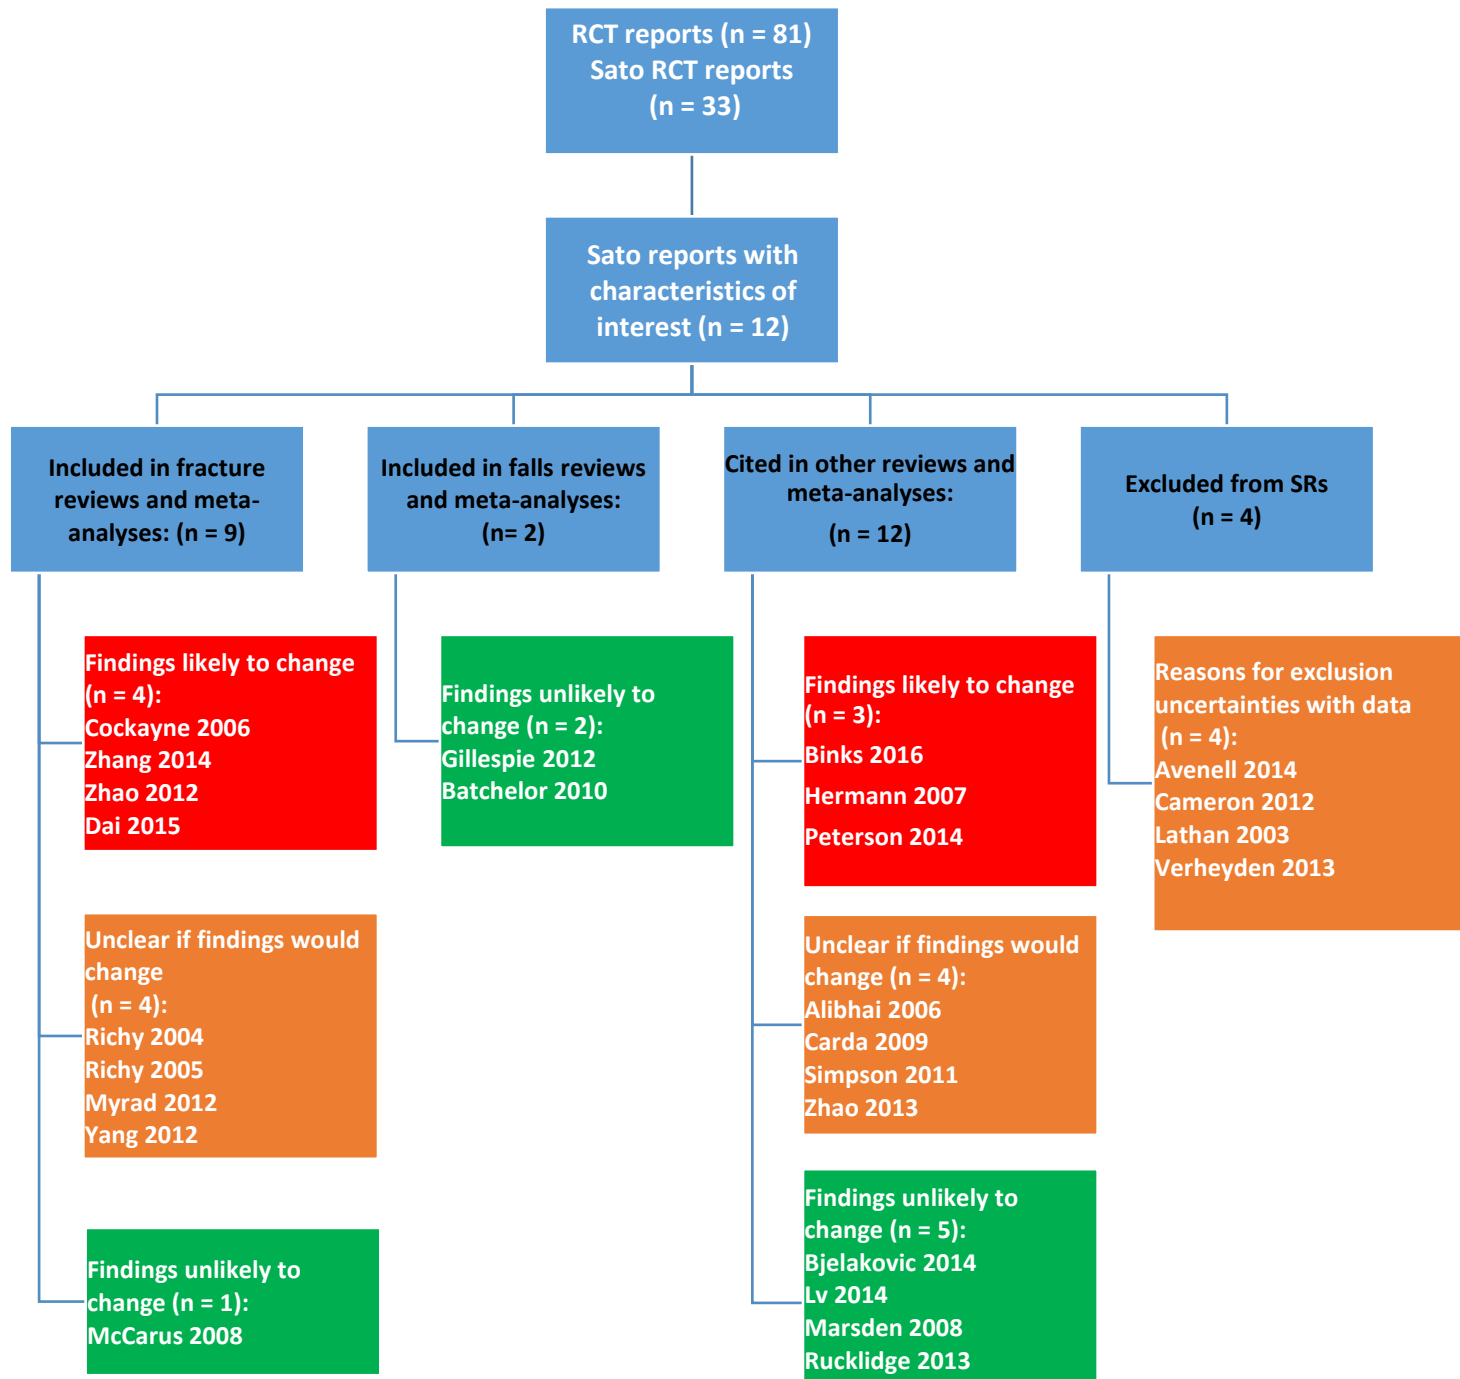 RCT reports (n = 81)
Sato RCT reports
(n = 33)
Sato reports with
characteristics of
interest (n = 12)
Included in fracture
reviews and meta-
analyses: (n = 9)
Included in falls reviews
and meta-analyses:
(n= 2)
Cited in other reviews and
meta-analyses:
(n = 12)
Excluded from SRs
(n = 4)
Findings likely to change
(n = 4):
Cockayne 2006
Zhang 2014
Zhao 2012
Dai 2015
Unclear if findings would
change
(n = 4):
Richy 2004
Richy 2005
Myrad 2012
Yang 2012
Findings unlikely to
change (n = 1):
McCarus 2008
Findings unlikely to
change (n = 2):
Gillespie 2012
Batchelor 2010
Findings likely to change
(n = 3):
Binks 2016
Hermann 2007
Peterson 2014
Unclear if findings would
change (n = 4):
Alibhai 2006
Carda 2009
Simpson 2011
Zhao 2013
Findings unlikely to
change (n = 5):
Bjelakovic 2014
Lv 2014
Marsden 2008
Rucklidge 2013
Reasons for exclusion
uncertainties with data
(n = 4):
Avenell 2014
Cameron 2012
Lathan 2003
Verheyden 2013